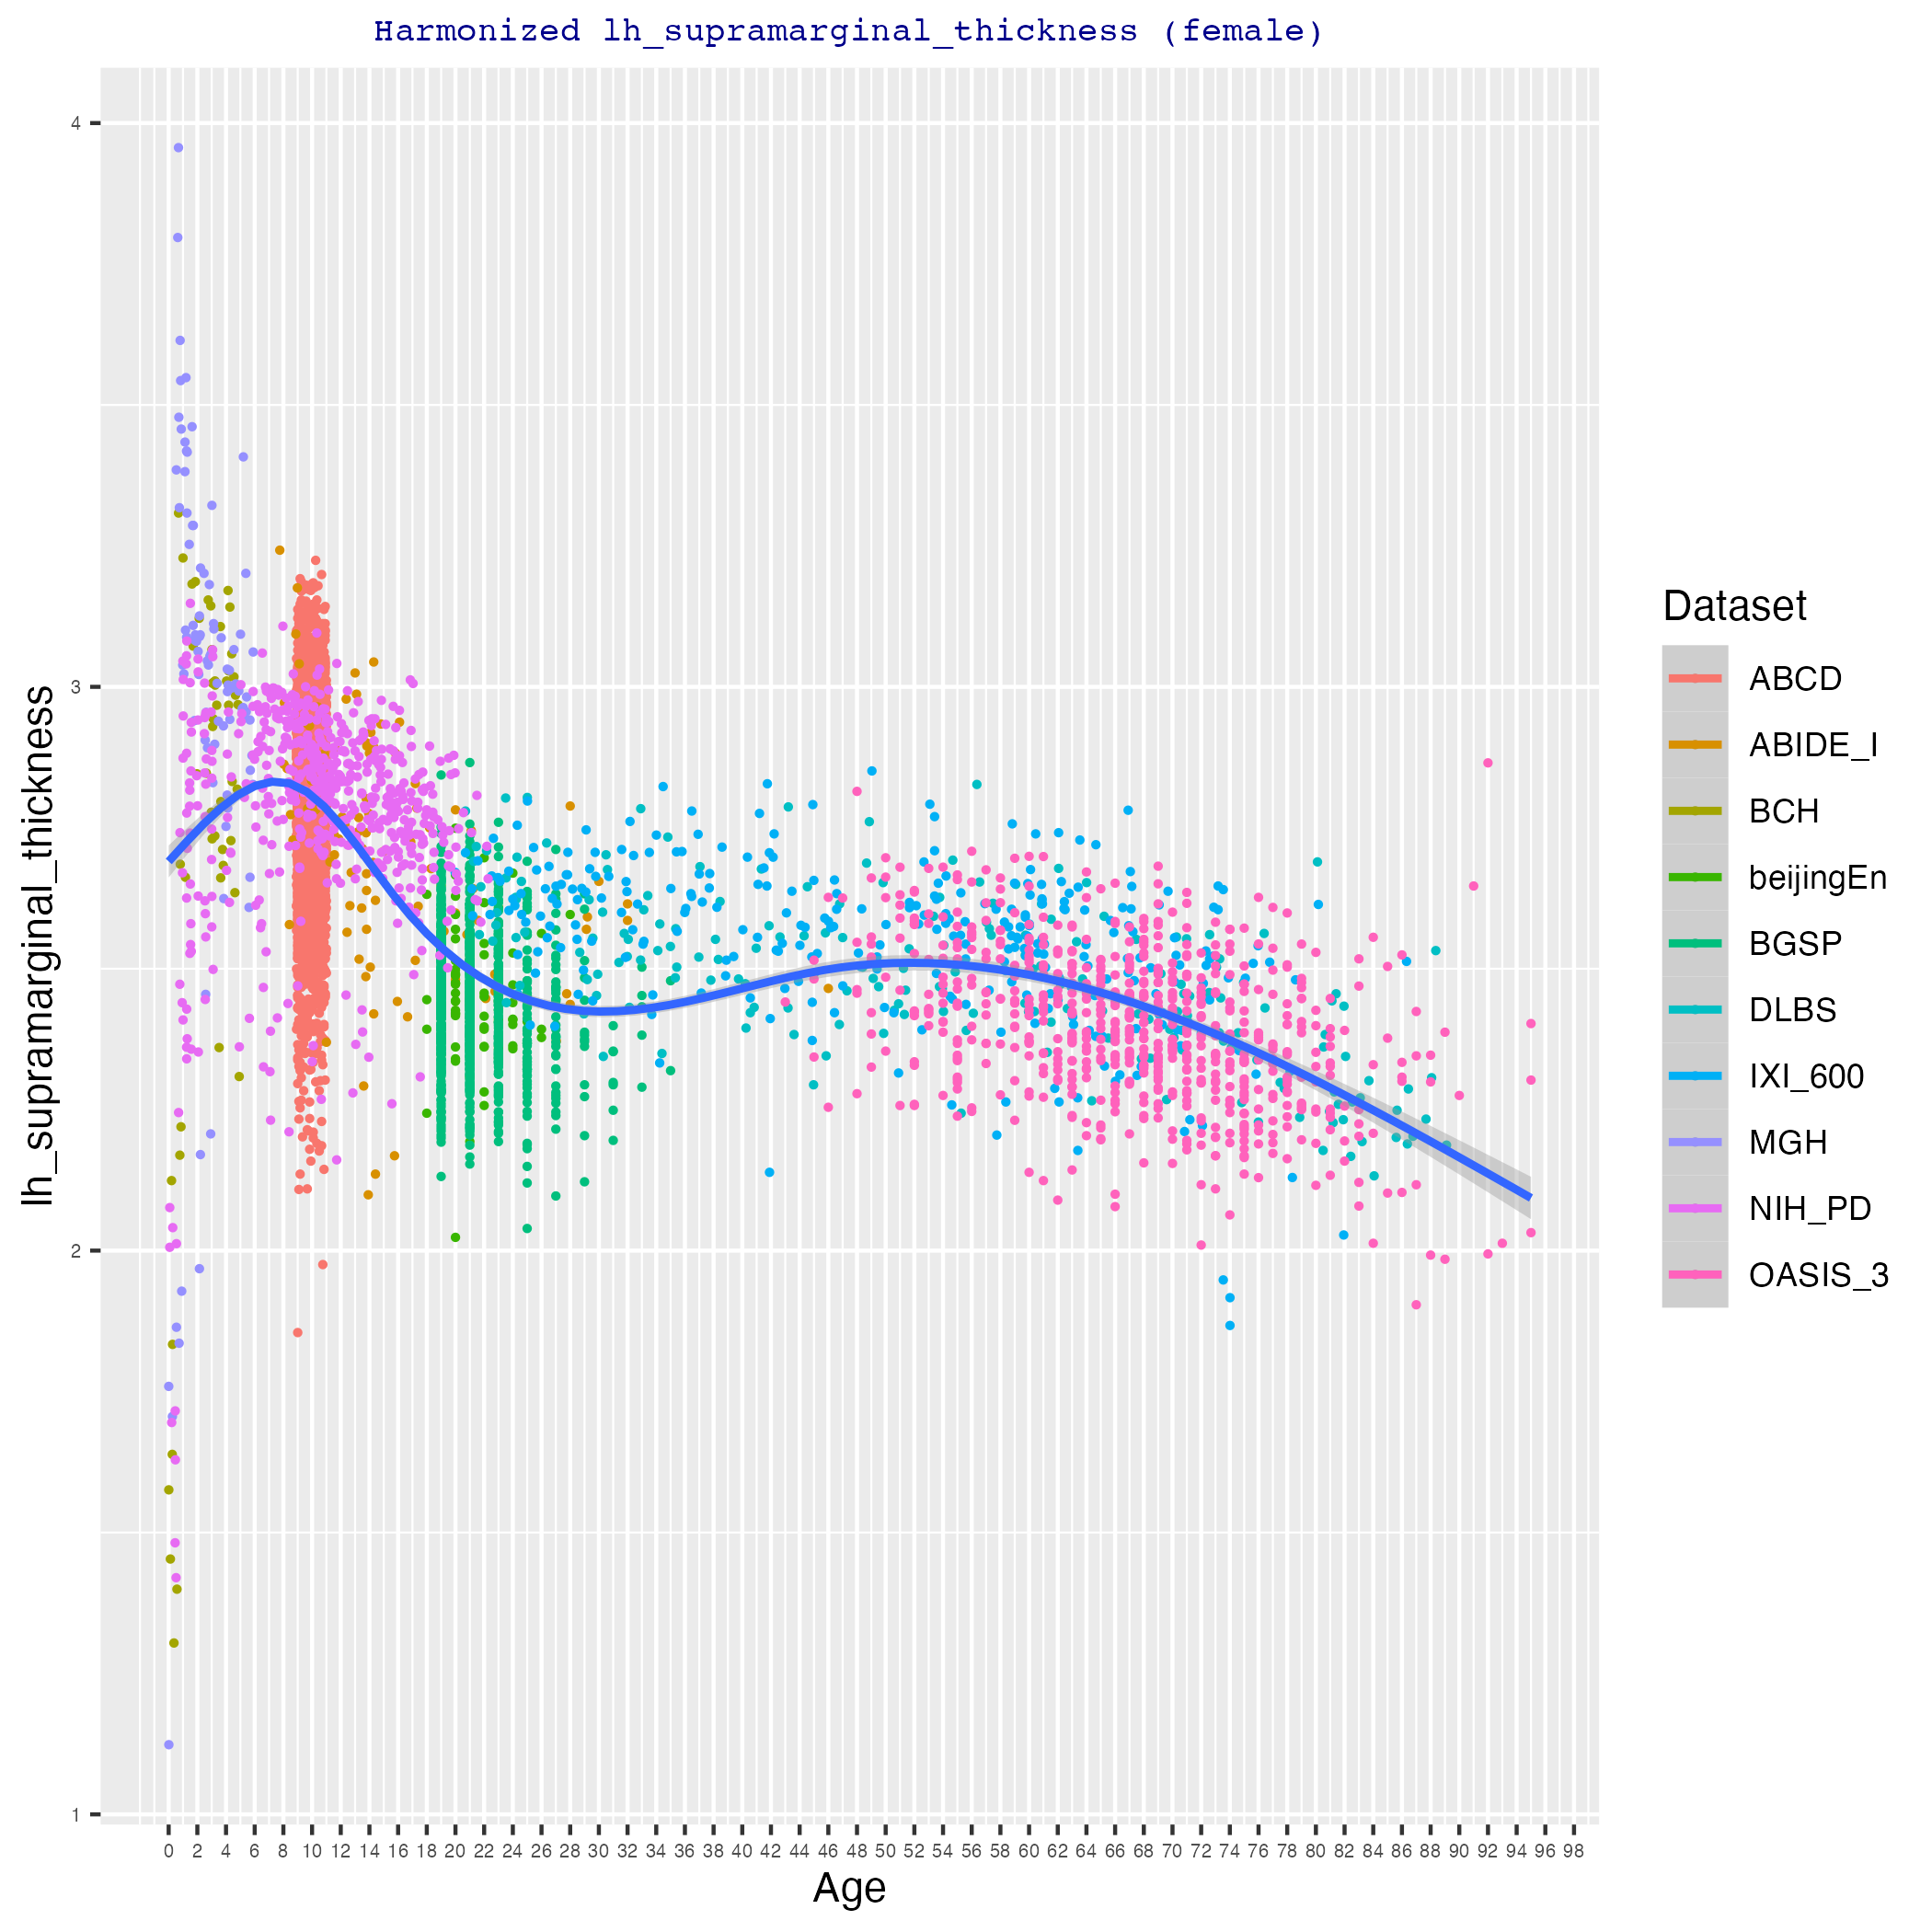 Harmonized lh_supramarginal_thickness (female)
4
3
2
1
lh_supramarginal_thickness
0 2 4 6 8 10 12 14 16 18 20 22 24 26 28 30 32 34 36 38 40 42 44 46 48 50 52 54 56 58 60 62 64 66 68 70 72 74 76 78 80 82 84 86 88 90 92 94 96 98
Age
Dataset
ABCD
ABIDE_I
BCH
beijingEn
BGSP
DLBS
IXI_600
MGH
NIH_PD
OASIS_3